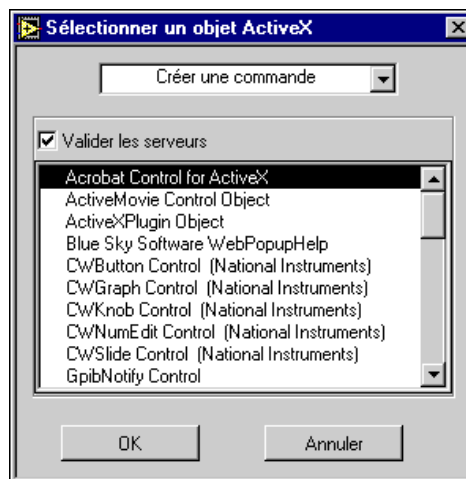 Sélectionner un objet ActiveX
Créer une commande
Valider les serveurs
Acrobat Control for ActiveX
ActiveMovie Control Object
ActiveXPlugin Object
Blue Sky Software WebPopupHelp
CWButton Control (National Instruments)
CWGraph Control (National Instruments)
CWKnob Control (National Instruments)
CWNumEdit Control (National Instruments)
CWSlide Control (National Instruments)
GpibNotify Control
OK Annuler